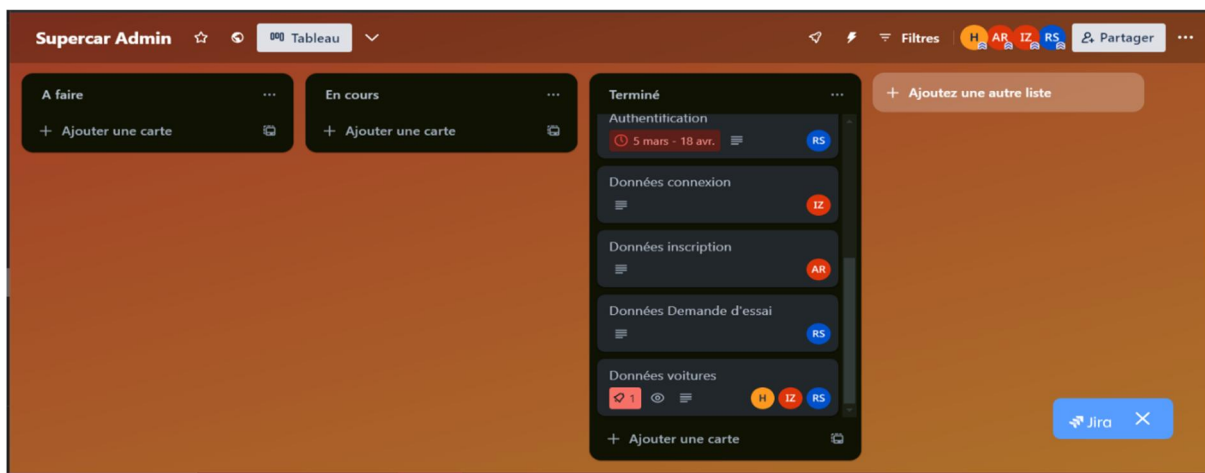 Supercar Admin
Tableau
Filtres
H
AR
IZ
RS
Partager
A faire
Ajouter une carte
En cours
Ajouter une carte
Terminé
Authentification
5 mars - 18 avr.
RS
Données connexion
IZ
Données inscription
AR
Données Demande d'essai
RS
Données voitures
1
H
IZ
RS
Ajouter une carte
Ajoutez une autre liste
Jira